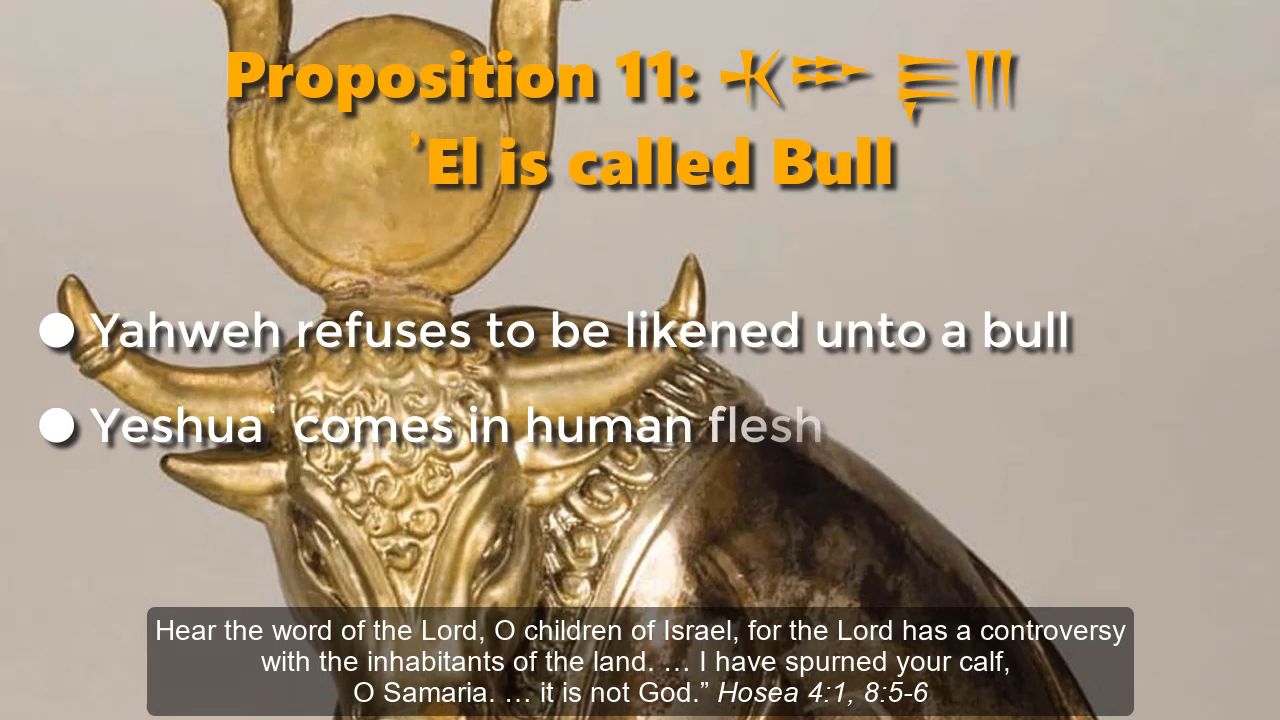 Proposition 11: 𐎘𐎗 𐎛𐎍
ʾEl is called Bull
● Yahweh refuses to be likened unto a bull
● Yeshuaʿ comes in human flesh
Hear the word of the Lord, O children of Israel, for the Lord has a controversy
with the inhabitants of the land. … I have spurned your calf,
O Samaria. … it is not God.” Hosea 4:1, 8:5-6